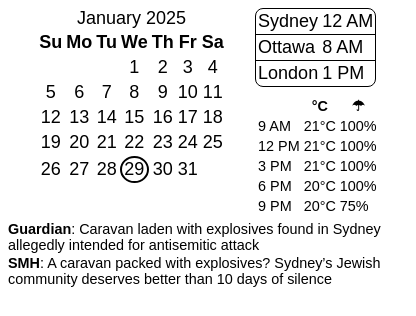 January 2025
Su Mo Tu We Th Fr Sa
1 2 3 4
5 6 7 8 9 10 11
12 13 14 15 16 17 18
19 20 21 22 23 24 25
26 27 28 29 30 31
Sydney 12 AM
Ottawa 8 AM
London 1 PM
°C ☂
9 AM 21°C 100%
12 PM 21°C 100%
3 PM 21°C 100%
6 PM 20°C 100%
9 PM 20°C 75%
Guardian: Caravan laden with explosives found in Sydney
allegedly intended for antisemitic attack
SMH: A caravan packed with explosives? Sydney’s Jewish
community deserves better than 10 days of silence